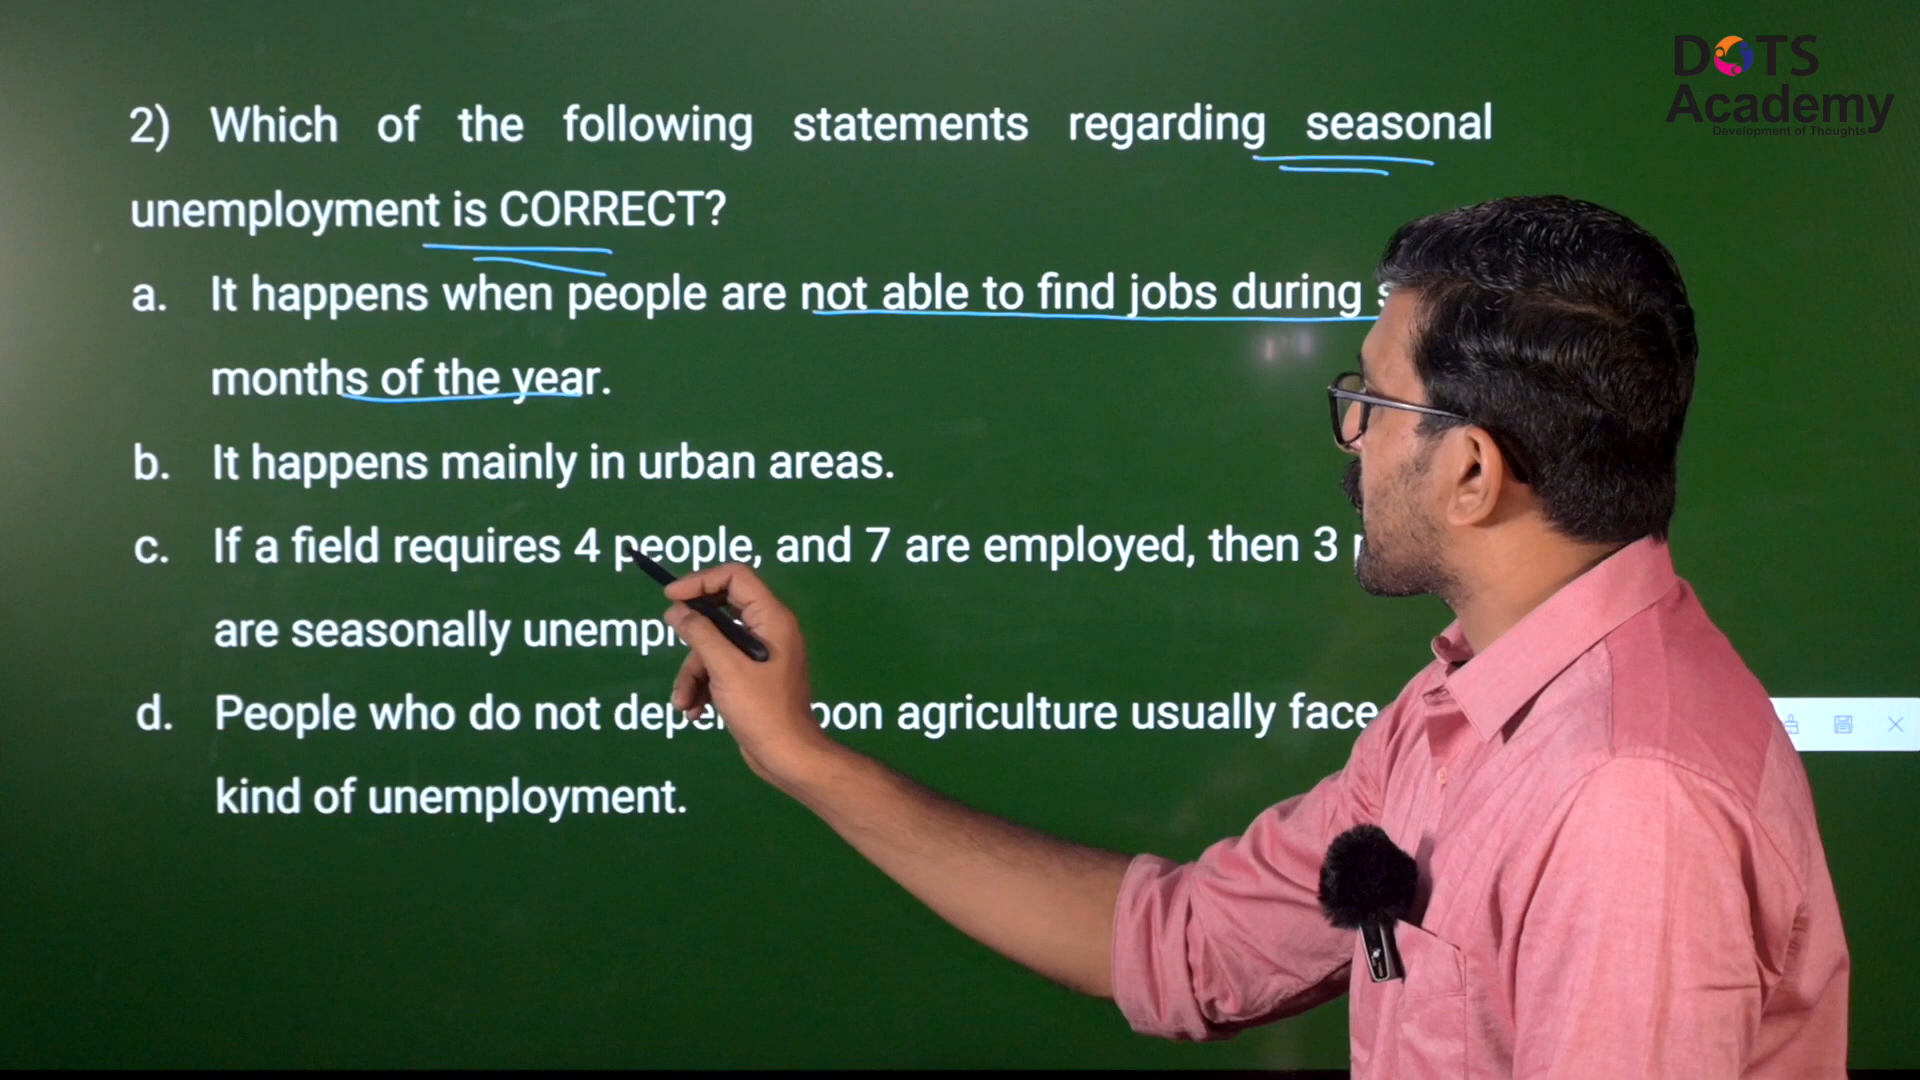 DOTS
Academy
Development of Thoughts
2) Which of the following statements regarding seasonal
unemployment is CORRECT?
a. It happens when people are not able to find jobs during
months of the year.
b. It happens mainly in urban areas.
c. If a field requires 4 people, and 7 are employed, then 3
are seasonally
d. People who do not agriculture usually face
kind of unemployment.